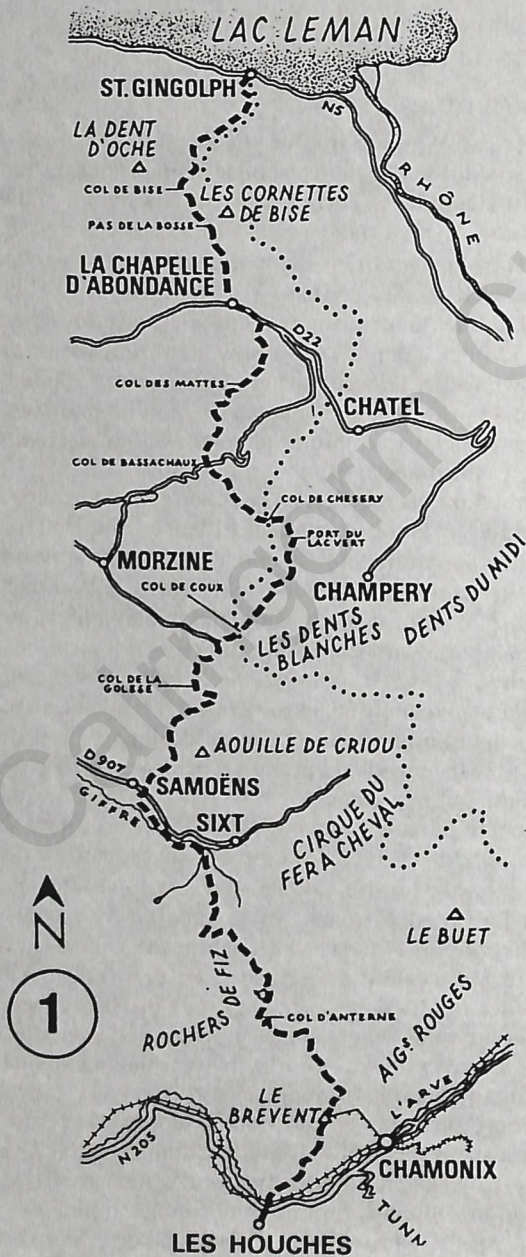 LAC LEMAN
ST. GINGOLPH
N5
LA DENT
D'OCHE
RHÔNE
COL DE BISE
LES CORNETTES
DE BISE
PAS DE LA BOSSE
LA CHAPELLE
D'ABONDANCE
D22
COL DES MATTES
CHATEL
COL DE BASSACHAUX
COL DE CHESERY
PORT DU
LAC VERT
MORZINE
COL DE COUX
CHAMPERY
DENTS DU MIDI
LES DENTS
BLANCHES
COL DE LA
GOLESE
AOUILLE DE CRIOU
D907
SAMOËNS
GIFFRE
SIXT
CIRQUE DU
FER A CHEVAL
N
LE BUET
1
ROCHERS DE FIZ
COL D'ANTERNE
AIGS ROUGES
LE
BREVENT
L'ARVE
N 205
CHAMONIX
TUNN
LES HOUCHES